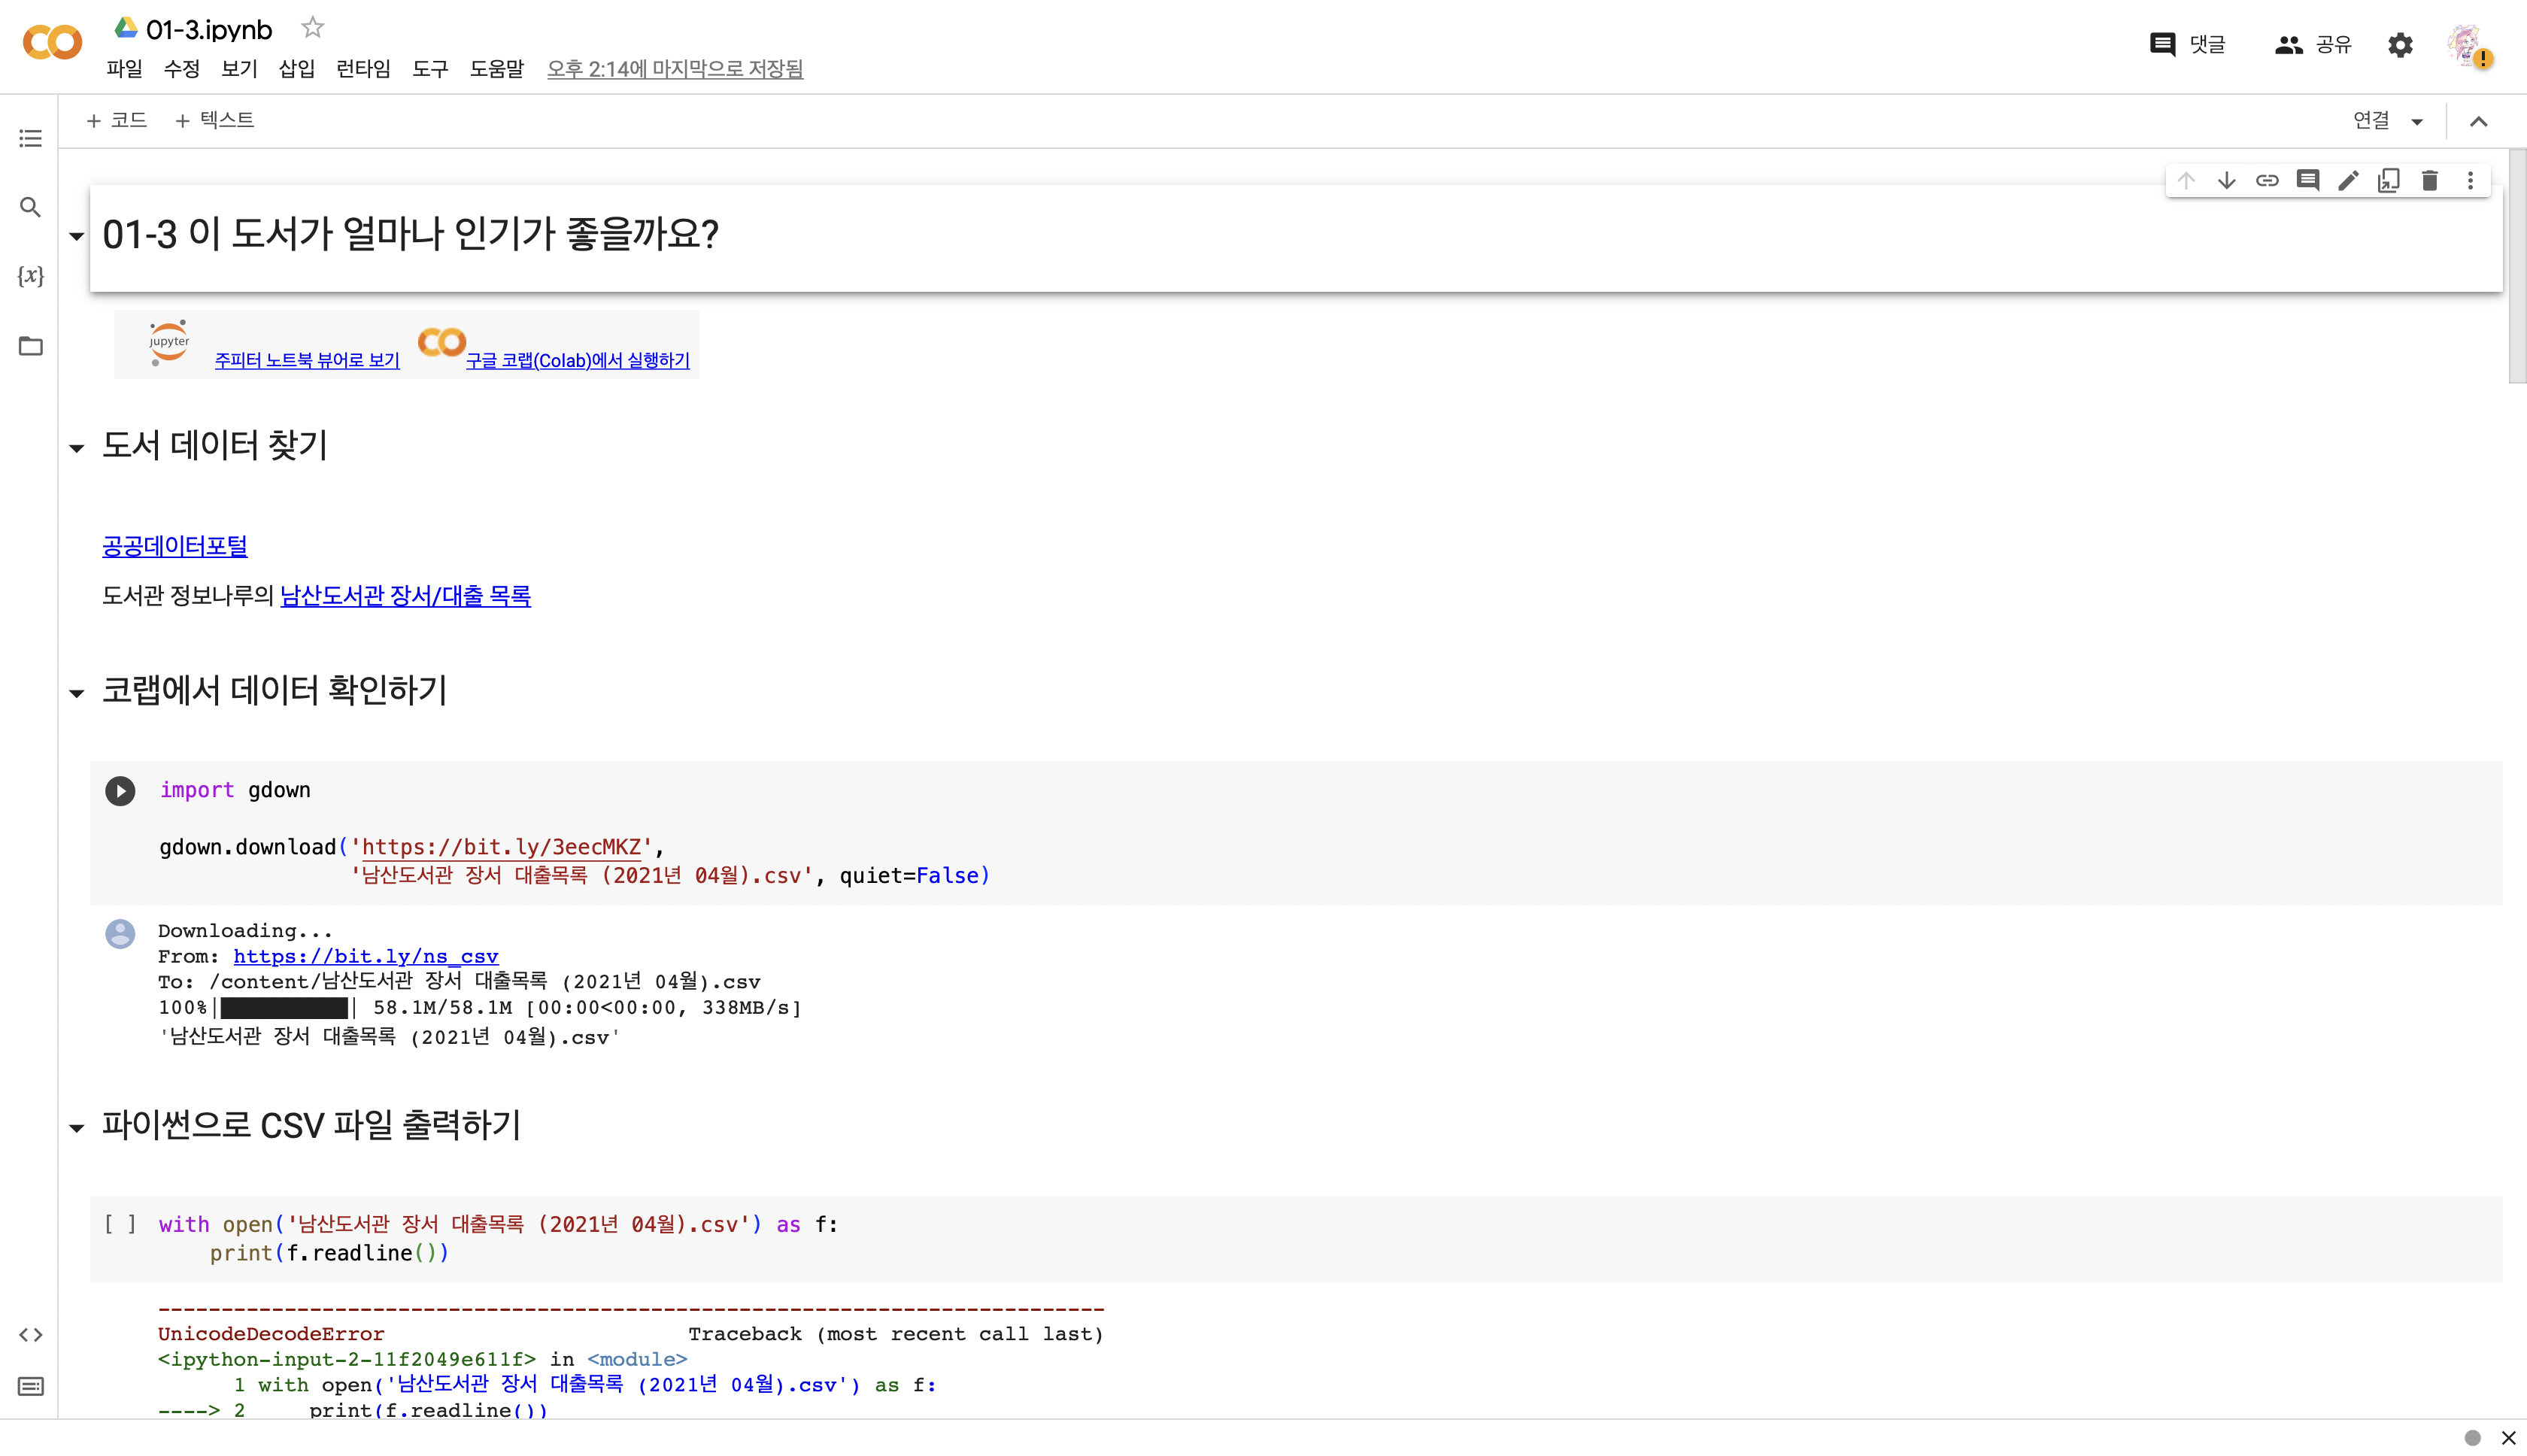 01-3.ipynb
파일 수정 보기 삽입 런타임 도구 도움말 오후 2:14에 마지막으로 저장됨
댓글 공유
+ 코드 + 텍스트
연결
{x}
01-3 이 도서가 얼마나 인기가 좋을까요?
jupyter
주피터 노트북 뷰어로 보기 구글 코랩(Colab)에서 실행하기
도서 데이터 찾기
공공데이터포털
도서관 정보나루의 남산도서관 장서/대출 목록
코랩에서 데이터 확인하기
import gdown
gdown.download('https://bit.ly/3eecMKZ',
'남산도서관 장서 대출목록 (2021년 04월).csv', quiet=False)
Downloading...
From: https://bit.ly/ns_csv
To: /content/남산도서관 장서 대출목록 (2021년 04월).csv
100%|██████████| 58.1M/58.1M [00:00<00:00, 338MB/s]
'남산도서관 장서 대출목록 (2021년 04월).csv'
파이썬으로 CSV 파일 출력하기
[ ] with open('남산도서관 장서 대출목록 (2021년 04월).csv') as f:
print(f.readline())
---------------------------------------------------------------------------
UnicodeDecodeError Traceback (most recent call last)
<ipython-input-2-11f2049e611f> in <module>
1 with open('남산도서관 장서 대출목록 (2021년 04월).csv') as f:
----> 2 print(f.readline())